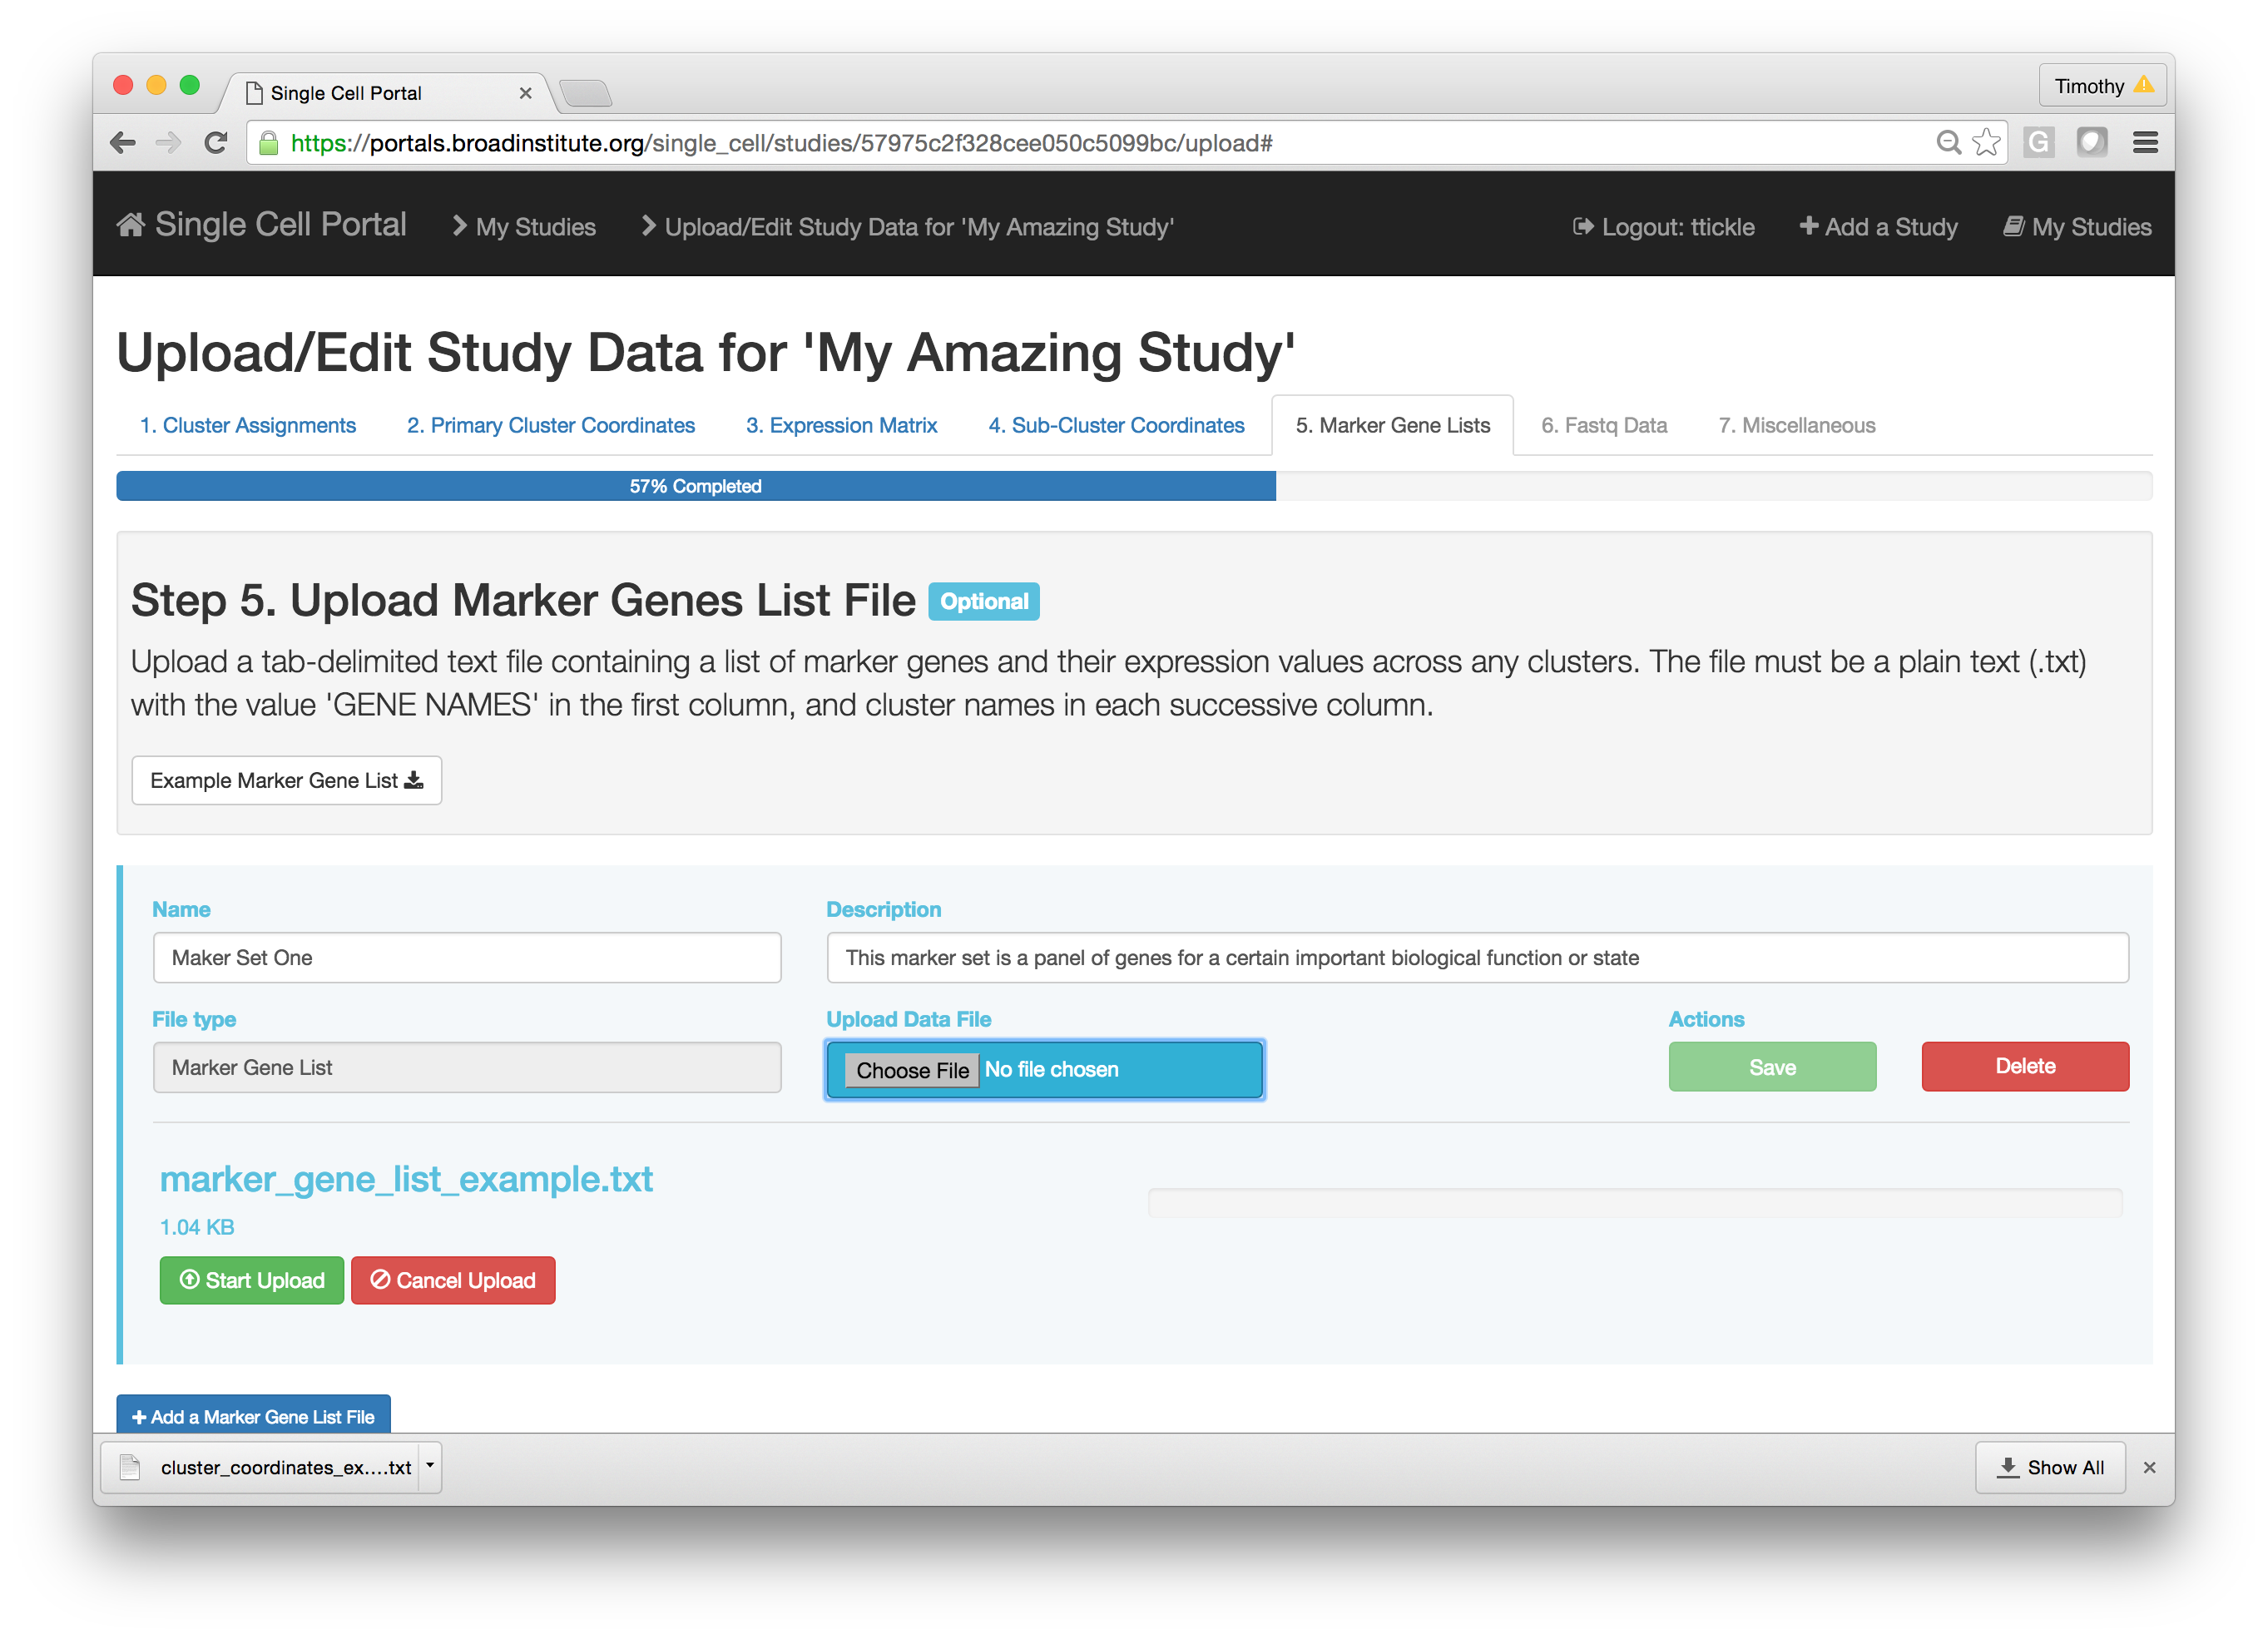 Single Cell Portal
Timothy
https://portals.broadinstitute.org/single_cell/studies/57975c2f328cee050c5099bc/upload#
G
Single Cell Portal My Studies Upload/Edit Study Data for 'My Amazing Study' Logout: ttickle Add a Study My Studies
Upload/Edit Study Data for 'My Amazing Study'
1. Cluster Assignments 2. Primary Cluster Coordinates 3. Expression Matrix 4. Sub-Cluster Coordinates 5. Marker Gene Lists 6. Fastq Data 7. Miscellaneous
57% Completed
Step 5. Upload Marker Genes List File Optional
Upload a tab-delimited text file containing a list of marker genes and their expression values across any clusters. The file must be a plain text (.txt)
with the value 'GENE NAMES' in the first column, and cluster names in each successive column.
Example Marker Gene List
Name Description
Maker Set One This marker set is a panel of genes for a certain important biological function or state
File type Upload Data File Actions
Marker Gene List Choose File No file chosen Save Delete
marker_gene_list_example.txt
1.04 KB
Start Upload Cancel Upload
+ Add a Marker Gene List File
cluster_coordinates_ex....txt Show All